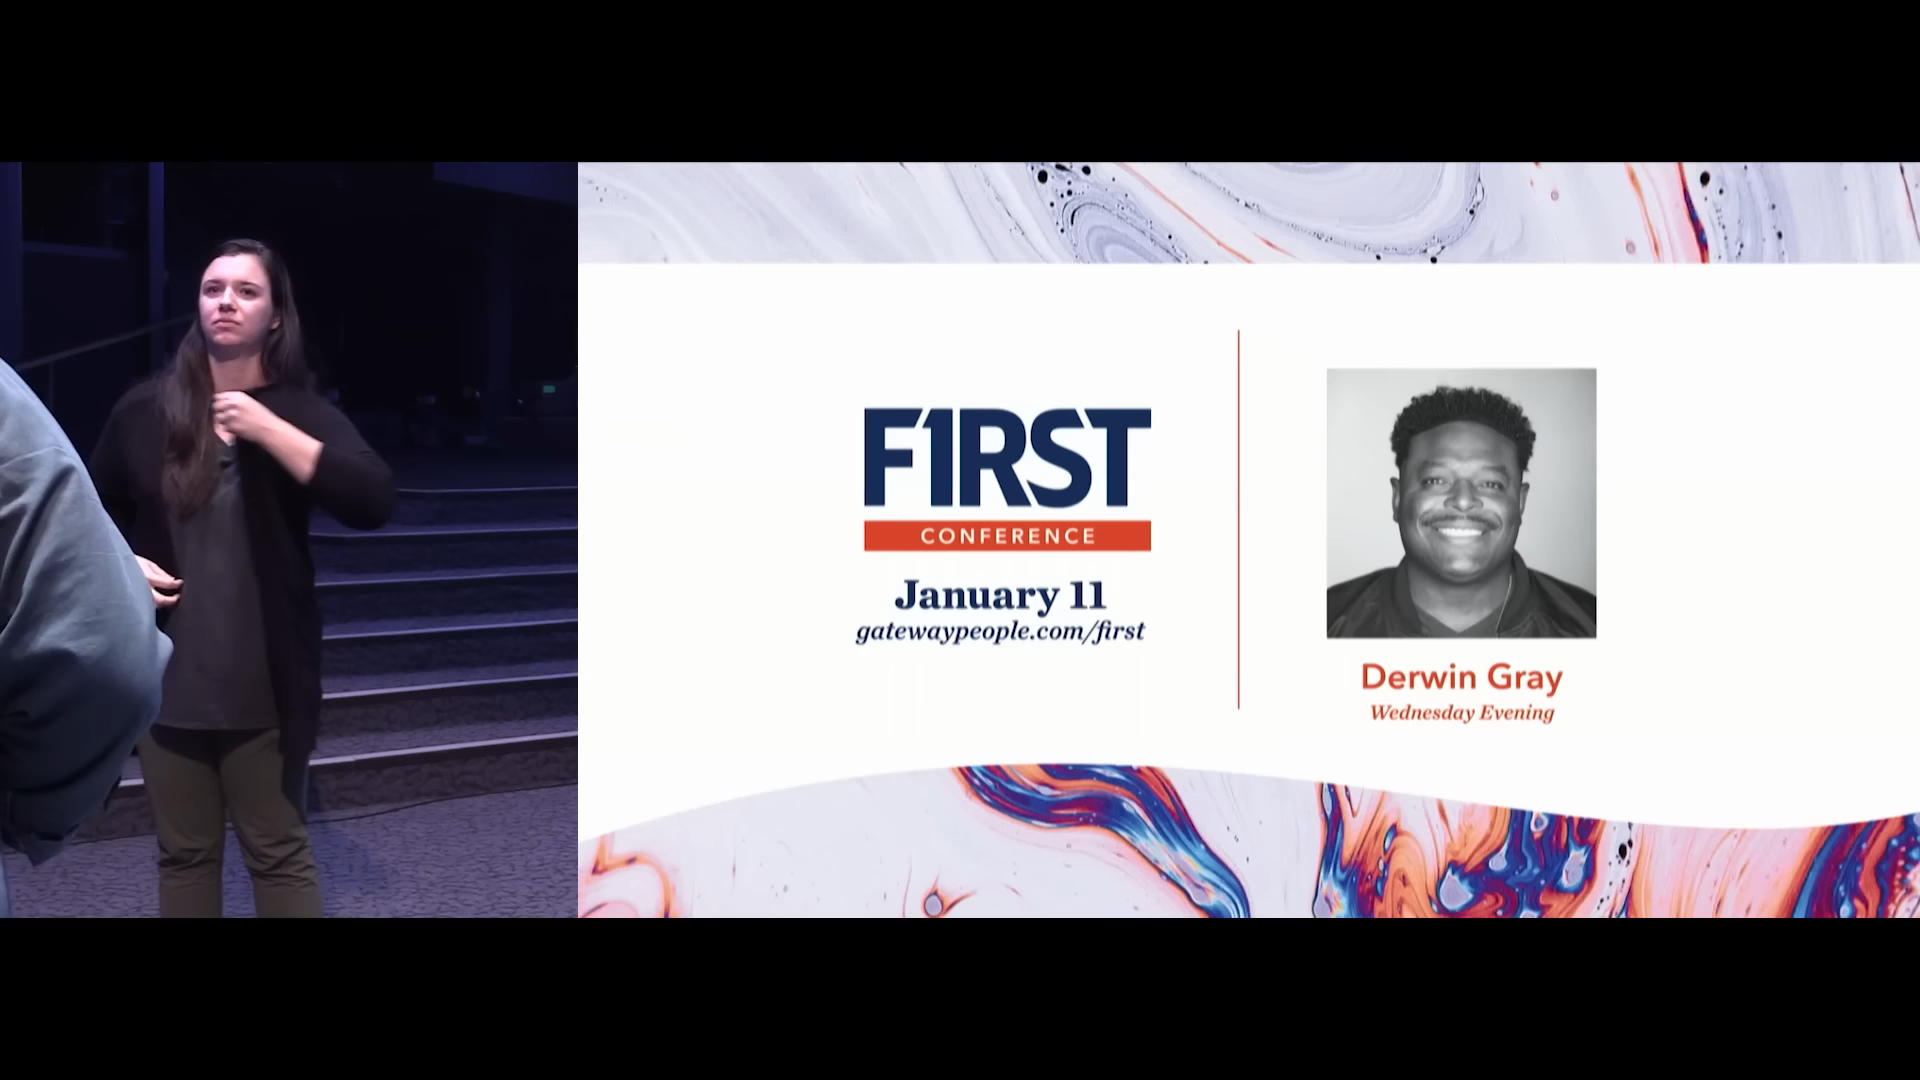 F1RST
CONFERENCE
January 11
gatewaypeople.com/first
Derwin Gray
Wednesday Evening